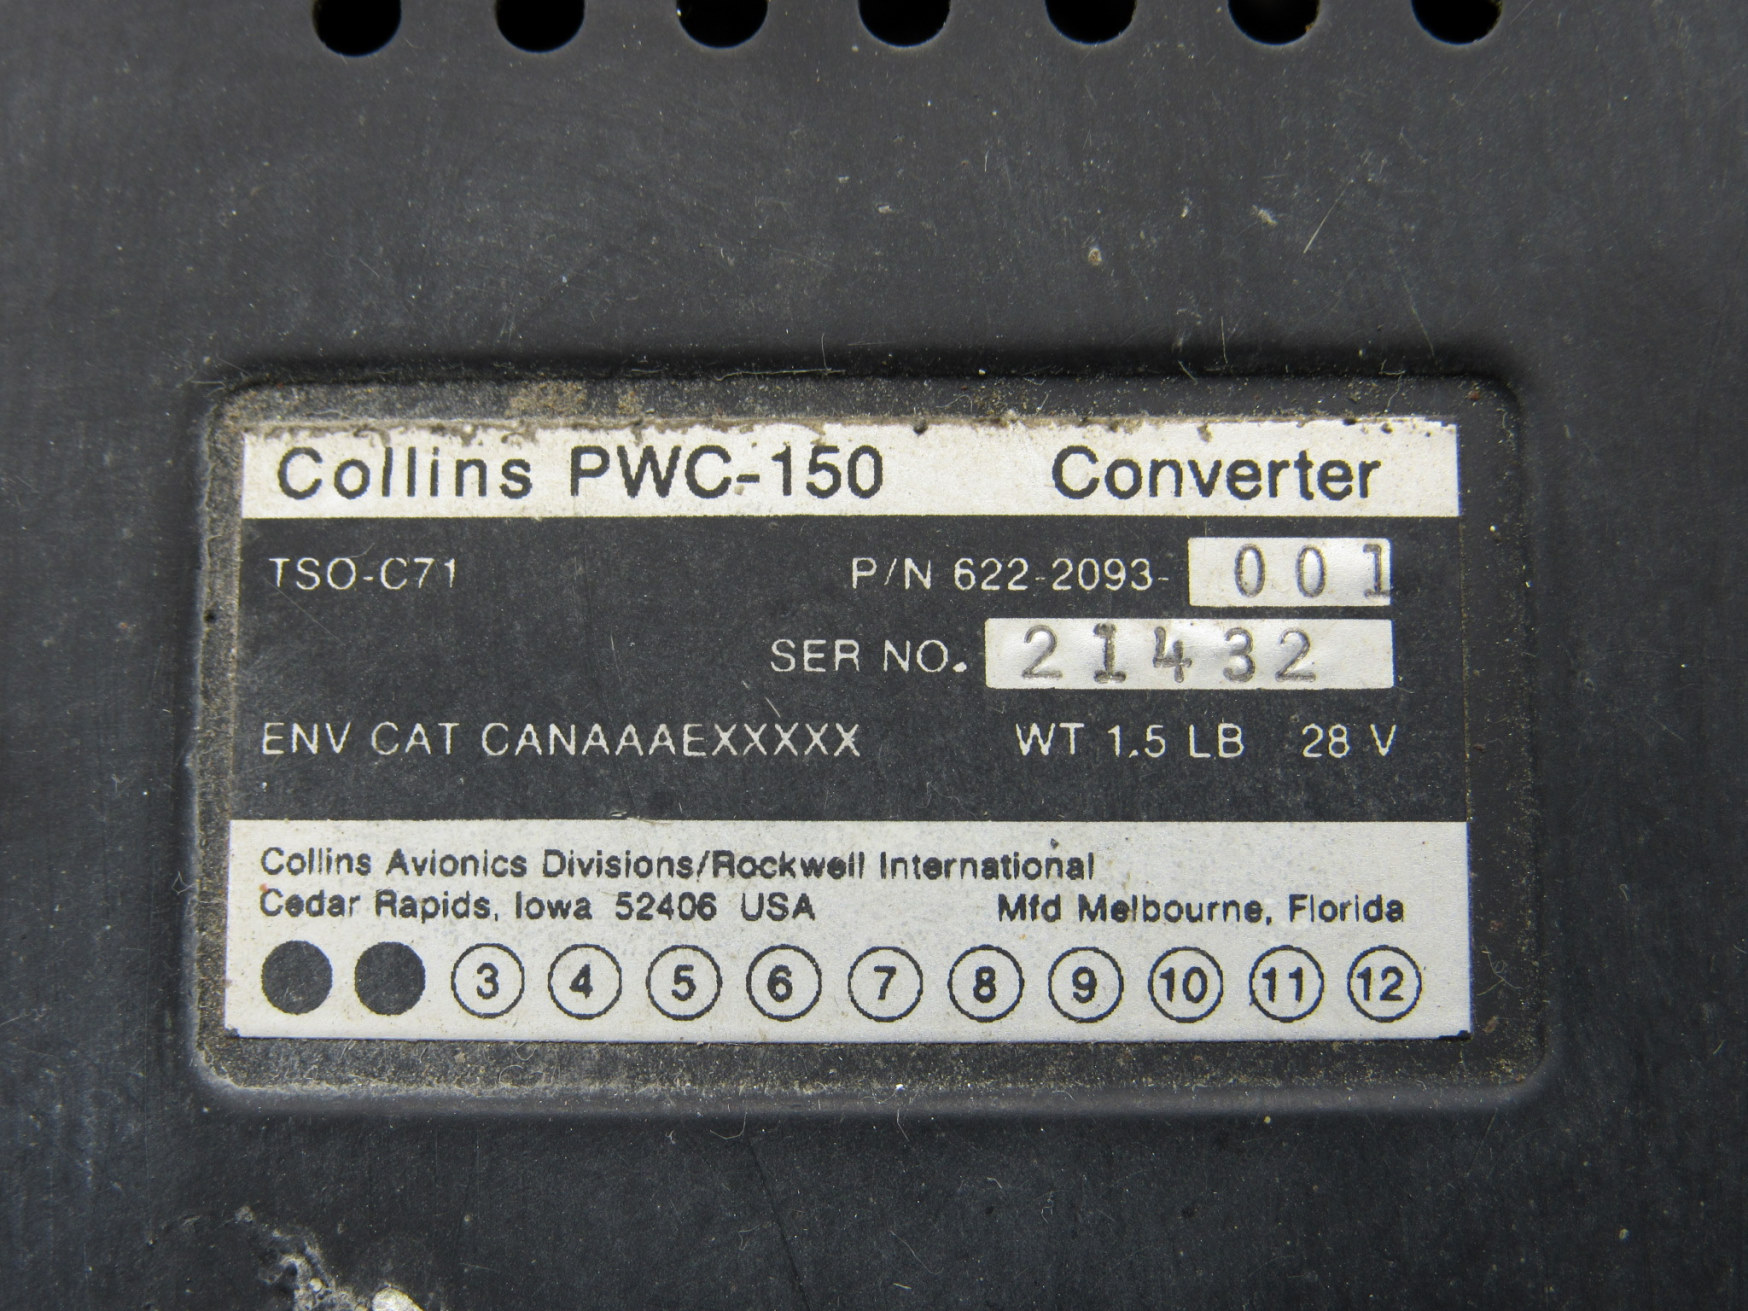 Collins PWC-150 Converter
TSO-C71 P/N 622-2093- 001
SER NO. 21432
ENV CAT CANAAAEXXXXX WT 1.5 LB 28 V
Collins Avionics Divisions/Rockwell International
Cedar Rapids, Iowa 52406 USA Mfd Melbourne, Florida
3 4 5 6 7 8 9 10 11 12